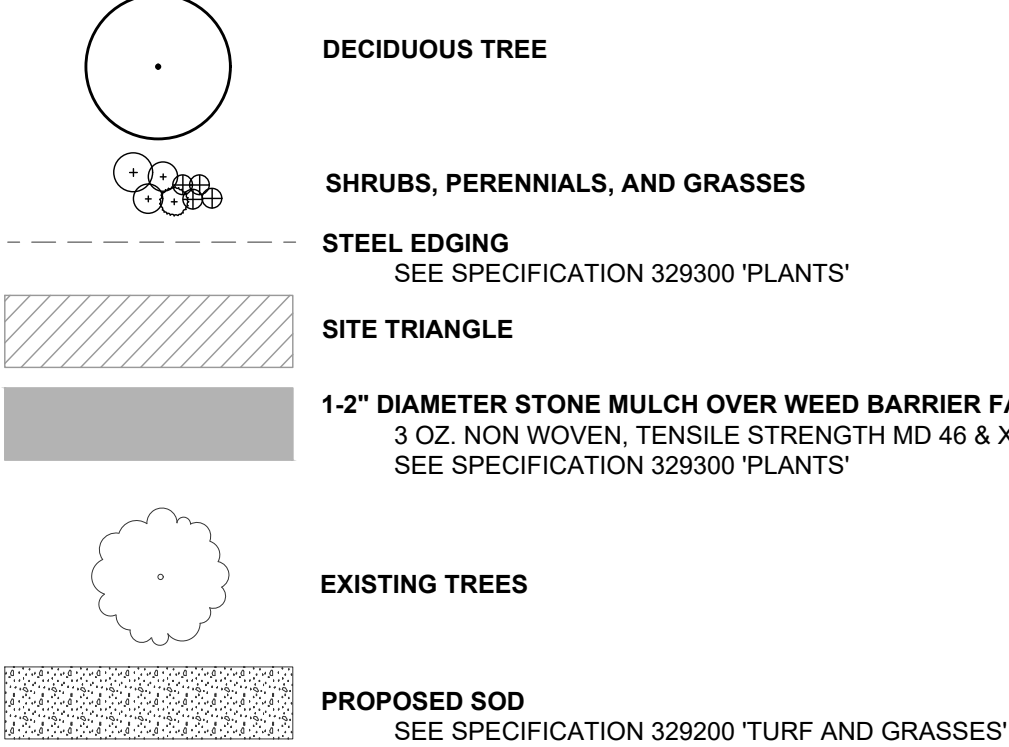 DECIDUOUS TREE
SHRUBS, PERENNIALS, AND GRASSES
STEEL EDGING
SEE SPECIFICATION 329300 'PLANTS'
SITE TRIANGLE
1-2" DIAMETER STONE MULCH OVER WEED BARRIER
3 OZ. NON WOVEN, TENSILE STRENGTH MD 46 &
SEE SPECIFICATION 329300 'PLANTS'
EXISTING TREES
PROPOSED SOD
SEE SPECIFICATION 329200 'TURF AND GRASSES'